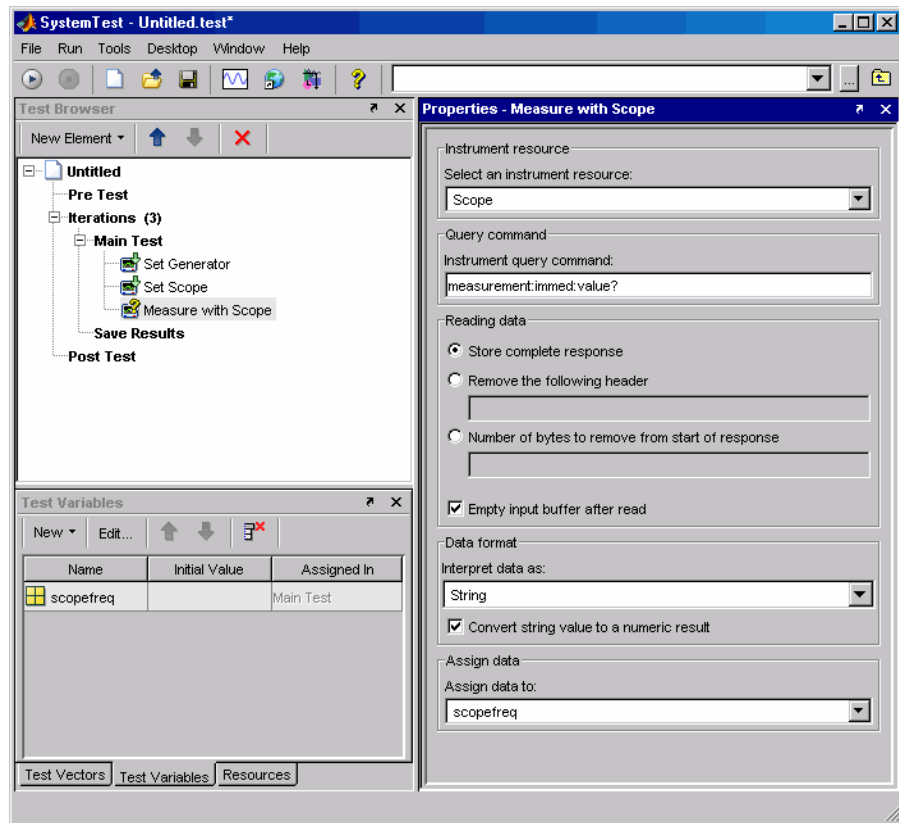 SystemTest - Untitled.test*
File Run Tools Desktop Window Help
...
Test Browser
New Element
Untitled
Pre Test
Iterations (3)
Main Test
Set Generator
Set Scope
Measure with Scope
Save Results
Post Test
Test Variables
New Edit...
Name Initial Value Assigned In
scopefreq Main Test
Test Vectors Test Variables Resources
Properties - Measure with Scope
Instrument resource
Select an instrument resource:
Scope
Query command
Instrument query command:
measurement:immed:value?
Reading data
Store complete response
Remove the following header
Number of bytes to remove from start of response
Empty input buffer after read
Data format
Interpret data as:
String
Convert string value to a numeric result
Assign data
Assign data to:
scopefreq